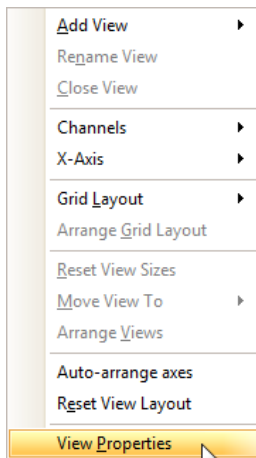 Add View
Rename View
Close View
Channels
X-Axis
Grid Layout
Arrange Grid Layout
Reset View Sizes
Move View To
Arrange Views
Auto-arrange axes
Reset View Layout
View Properties